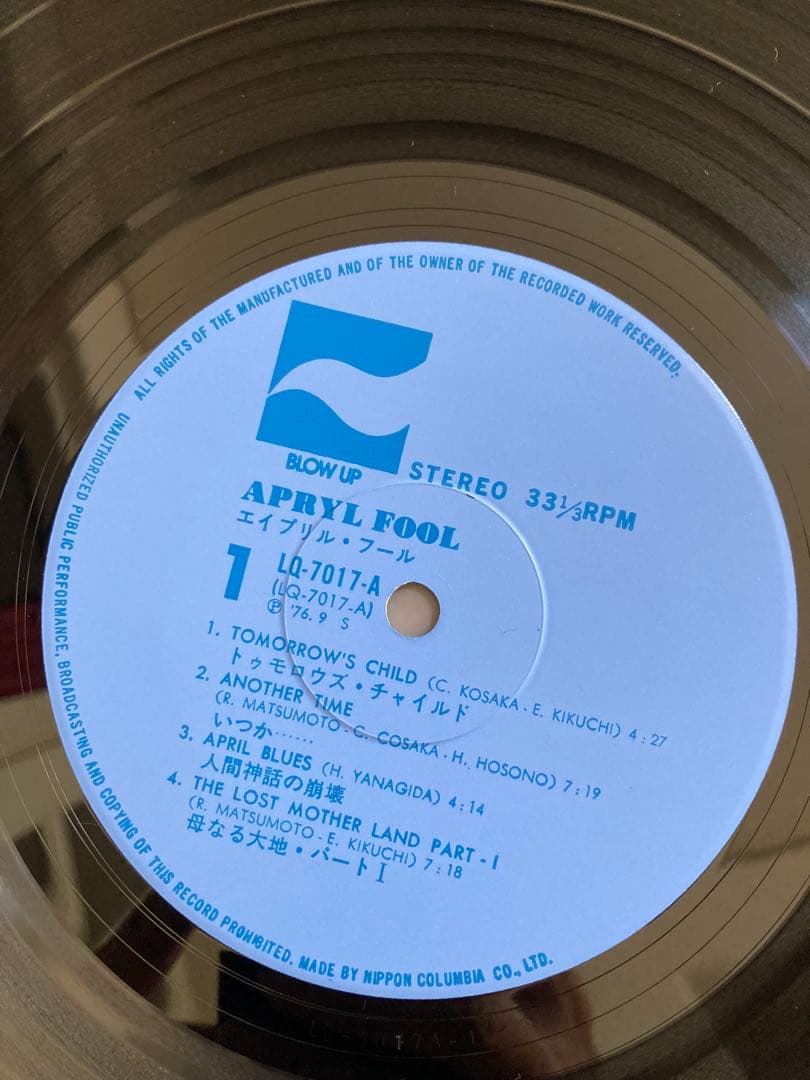 ALL RIGHTS OF THE MANUFACTURED AND OF THE OWNER OF THE RECORDED WORK RESERVED.
UNAUTHORIZED PUBLIC PERFORMANCE, BROADCASTING AND COPYING OF THIS RECORD PROHIBITED. MADE BY NIPPON COLUMBIA CO., LTD.
BLOW UP
STEREO 33 1/3 RPM
APRYL FOOL
エイプリル・フール
1
LQ-7017-A
(LQ-7017-A)
Ⓟ '76.9 S
1. TOMORROW'S CHILD (C. KOSAKA - E. KIKUCHI) 4:27
トゥモロウズ・チャイルド
2. ANOTHER TIME
(R. MATSUMOTO - C. COSAKA - H. HOSONO) 7:19
いつか……
3. APRIL BLUES (H. YANAGIDA) 4:14
人間神話の崩壊
4. THE LOST MOTHER LAND PART-I
(R. MATSUMOTO - E. KIKUCHI) 7:18
母なる大地・パートI